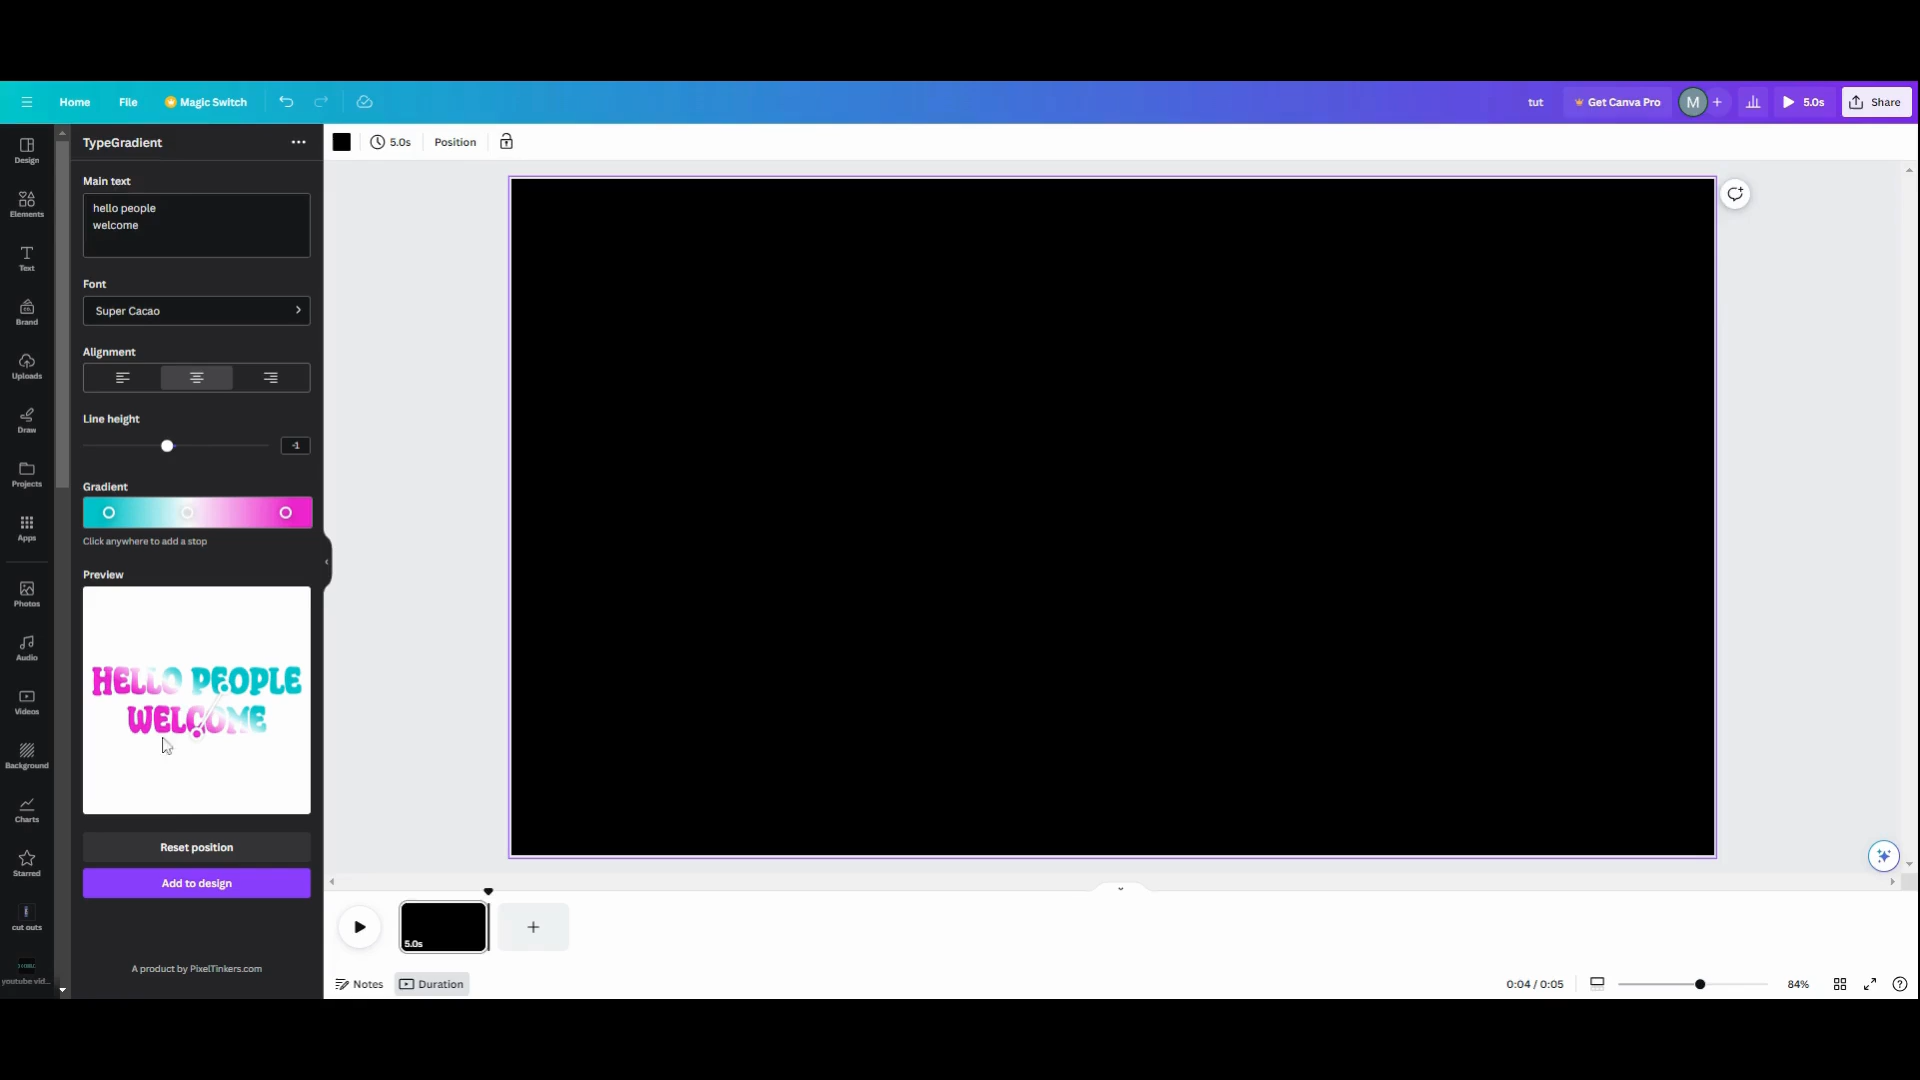 Home
File
Magic Switch
tut
Get Canva Pro
M
5.0s
Share
Design
Elements
Text
Brand
Uploads
Draw
Projects
Apps
Photos
Audio
Videos
Background
Charts
Starred
cut outs
youtube vid...
TypeGradient
Main text
hello people
welcome
Font
Super Cacao
Alignment
Line height
-1
Gradient
Click anywhere to add a stop
Preview
HELLO PEOPLE
WELCOME
Reset position
Add to design
A product by PixelTinkers.com
5.0s
Position
5.0s
Notes
Duration
0:04 / 0:05
84%